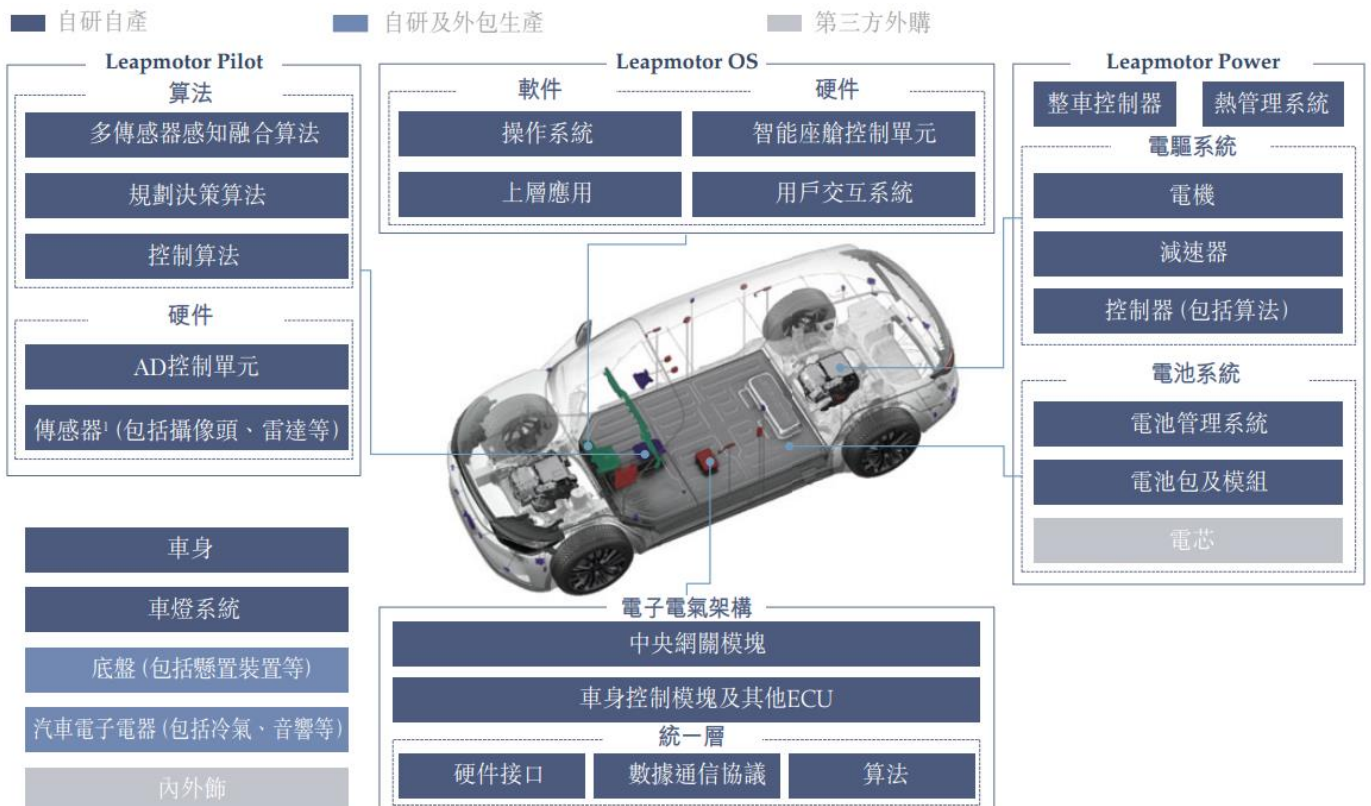 自研自產
自研及外包生產
第三方外購
Leapmotor Pilot
算法
多傳感器感知融合算法
規劃決策算法
控制算法
硬件
AD控制單元
傳感器¹ (包括攝像頭、雷達等)
Leapmotor OS
軟件
硬件
操作系統
智能座艙控制單元
上層應用
用戶交互系統
Leapmotor Power
整車控制器
熱管理系統
電驅系統
電機
減速器
控制器 (包括算法)
電池系統
電池管理系統
電池包及模組
電芯
車身
車燈系統
底盤 (包括懸置裝置等)
汽車電子電器 (包括冷氣、音響等)
內外飾
電子電氣架構
中央網關模塊
車身控制模塊及其他ECU
統一層
硬件接口
數據通信協議
算法